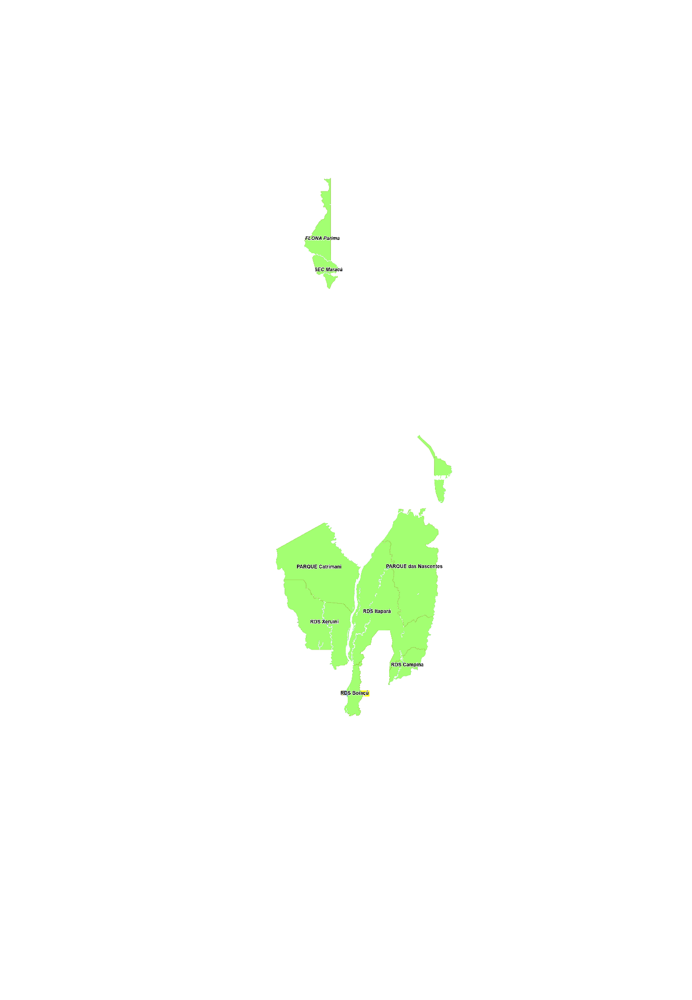 FLONA Parima
SEC Maracá
PARQUE Catrimani
PARQUE das Nascentes
RDS Itapará
RDS Xeruini
RDS Campina
RDS Boiaçú